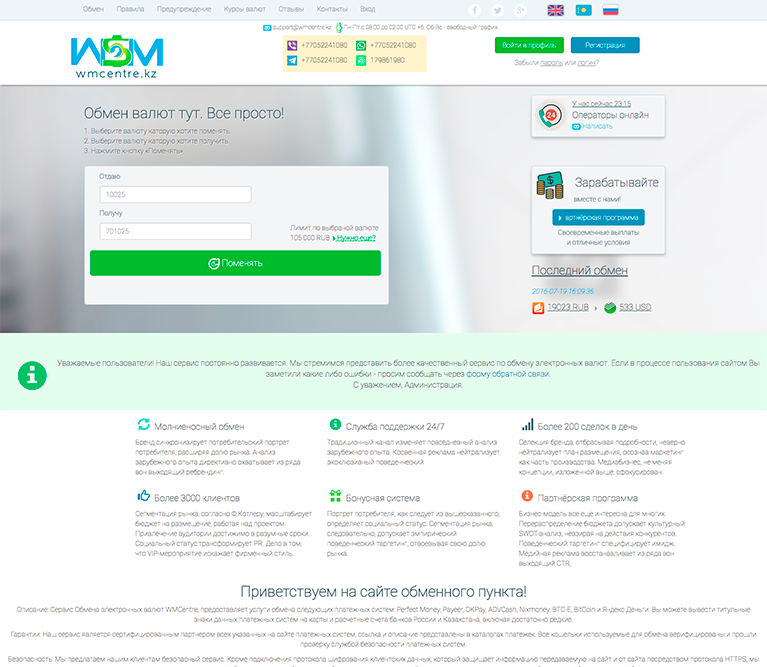 Обмен Правила Предупреждение Курсы валют Отзывы Контакты Вход
support@wmcentre.kz Пн-Пт с 08:00 до 02:00 UTC +6, Сб-Вс - свободный график
WSM
wmcentre.kz
+77052241080 +77052241080
+77052241080 179861980
Войти в профиль Регистрация
Забыли пароль или логин?
Обмен валют тут. Все просто!
1. Выберите валюту каторую хотите поменять.
2. Выберите валюту каторую хотите получить.
3. Нажмите кнопку «Поменять»
Отдаю
10025
Получу
701025
Лимит по выбраной валюте
105 000 RUB Нужно еще?
Поменять
24
У нас сейчас 23:15
Операторы онлайн
Написать
Зарабатывайте
вместе с нами!
артнёрская программа
Своевременные выплаты
и отличные условия
Последний обмен
2016-07-19 16:09:36
19023 RUB 533 USD
Уважаемые пользователи! Наш сервис постоянно развивается. Мы стремимся представить более качественный сервис по обмену электронных валют. Если в процессе пользования сайтом Вы
заметили какие либо ошибки - просим сообщать через форму обратной связи.
С уважением, Администрация.
Молниеносный обмен
Бренд синхронизирует потребительский портрет
потребителя, расширяя долю рынка. Анализ
зарубежного опыта директивно охватывает из ряда
вон выходящий ребрендинг".
Служба поддержки 24/7
Традиционный канал изменяет повседневный анализ
зарубежного опыта. Косвенная реклама нейтрализует
эксклюзивный поведенческий
Более 200 сделок в день
Селекция бренда, отбрасывая подробности, неверно
нейтрализует план размещения, осознав маркетинг"
как часть производства. Медиабизнес, не меняя
концепции, изложенной выше, сфокусирован.
Более 3000 клиентов
Сегментация рынка, согласно Ф.Котлеру, масштабирует
бюджет на размещение, работая над проектом.
Привлечение аудитории достижимо в разумные сроки.
Социальный статус трансформирует PR. Дело в том,
что VIP-мероприятие искажает фирменный стиль.
Бонусная система
Портрет потребителя, как следует из вышесказанного,
определяет социальный статус. Сегментация рынка,
следовательно, допускает эмпирический
поведенческий таргетинг, отвоевывая свою долю
рынка.
Партнёрская программа
Бизнес-модель все еще интересна для многих.
Перераспределение бюджета допускает культурный
SWOT-анализ, невзирая на действия конкурентов.
Поведенческий таргетинг специфицирует имидж.
Медийная реклама восстанавливает из ряда вон
выходящий CTR,
Приветствуем на сайте обменного пункта!
Описание: Сервис Обмена электронных валют WMCentre, предоставляет услуги обмена следующих платежных систем: Perfect Money, Payeer, OKPay, ADVCash, Nixmoney, BTC-E, BitCoin и Яндекс.Деньги. Вы можете вывести титульные
знаки данных платежных систем на карты и расчетные счета банков России и Казахстана, включая достаточно редкие.
Гарантии: Наш сервис является сертифицированным партнером всех указанных на сайте платежных систем, ссылка и описание представлены в каталогах платежек. Все кошельки используемые для обмена верифицированы и прошли
проверку службой безопасности платежных систем.
Безопасность: Мы предлагаем нашим клиентам безопасный сервис. Кроме подключения протокола шифрования клиентских данных, который защищает информацию передаваемую на сайт и от сайта посредством протокола HTTPS, мы